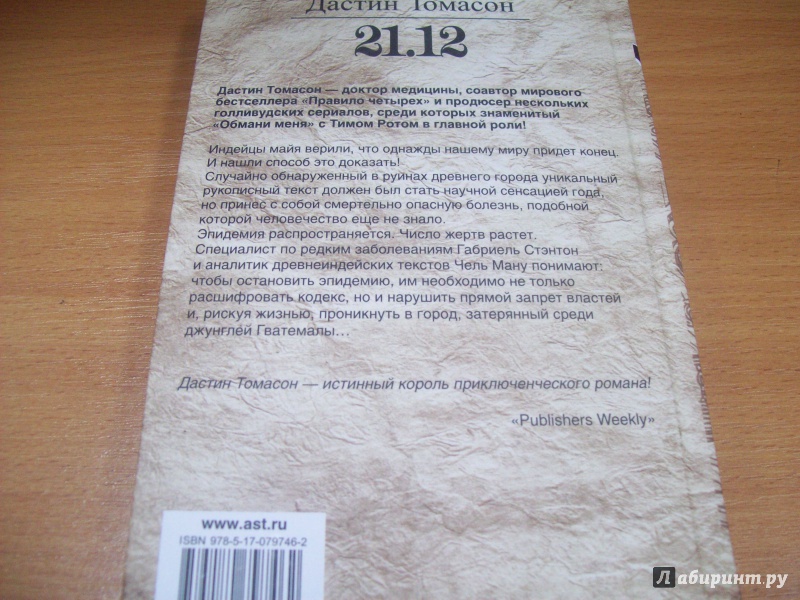 Дастин Томасон
21.12
Дастин Томасон — доктор медицины, соавтор мирового
бестселлера «Правило четырех» и продюсер нескольких
голливудских сериалов, среди которых знаменитый
«Обмани меня» с Тимом Ротом в главной роли!
Индейцы майя верили, что однажды нашему миру придет конец.
И нашли способ это доказать!
Случайно обнаруженный в руинах древнего города уникальный
рукописный текст должен был стать научной сенсацией года,
но принес с собой смертельно опасную болезнь, подобной
которой человечество еще не знало.
Эпидемия распространяется. Число жертв растет.
Специалист по редким заболеваниям Габриель Стэнтон
и аналитик древнеиндейских текстов Чель Ману понимают:
чтобы остановить эпидемию, им необходимо не только
расшифровать кодекс, но и нарушить прямой запрет властей
и, рискуя жизнью, проникнуть в город, затерянный среди
джунглей Гватемалы...
Дастин Томасон — истинный король приключенческого романа!
«Publishers Weekly»
www.ast.ru
ISBN 978-5-17-079746-2
Лабиринт.ру